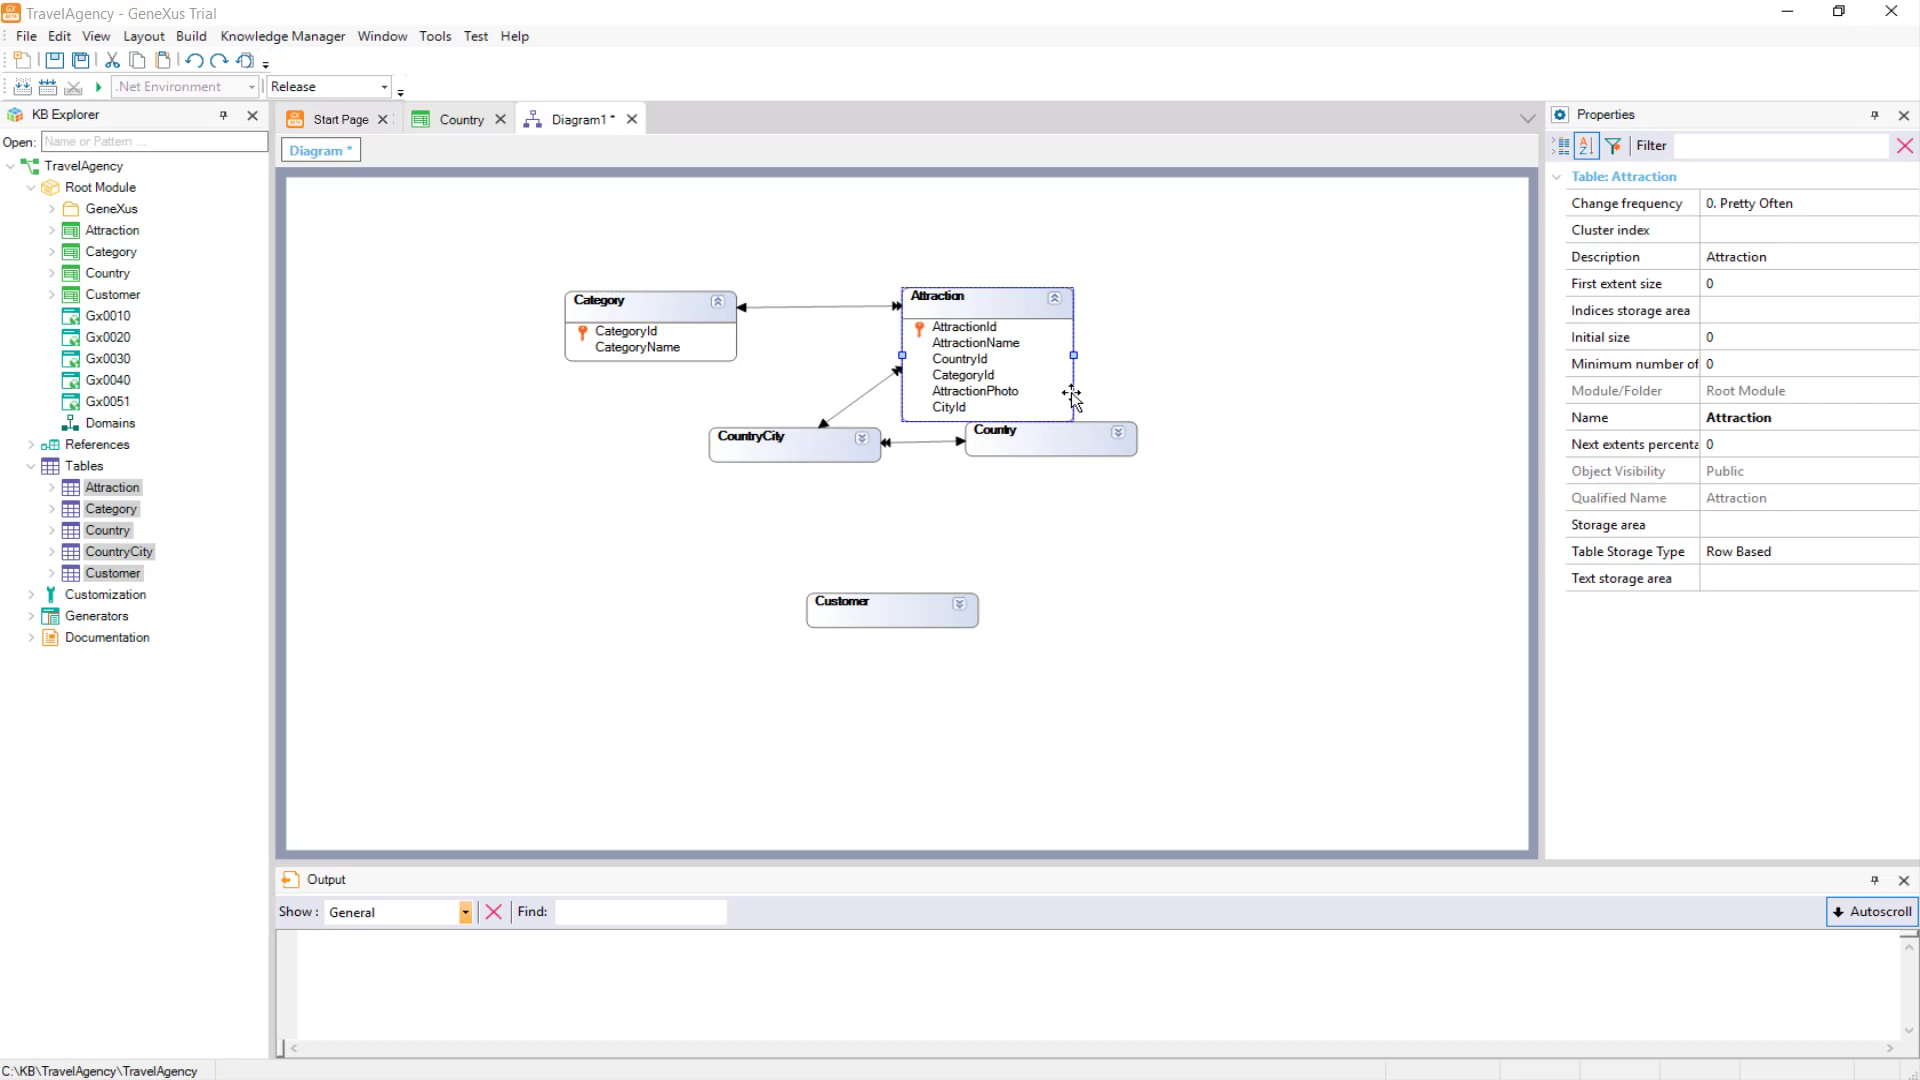 TravelAgency - GeneXus Trial
File Edit View Layout Build Knowledge Manager Window Tools Test Help
.Net Environment Release
KB Explorer
Open: Name or Pattern ...
TravelAgency
Root Module
GeneXus
Attraction
Category
Country
Customer
Gx0010
Gx0020
Gx0030
Gx0040
Gx0051
Domains
References
Tables
Attraction
Category
Country
CountryCity
Customer
Customization
Generators
Documentation
Start Page Country Diagram1 *
Diagram *
Category
CategoryId
CategoryName
Attraction
AttractionId
AttractionName
CountryId
CategoryId
AttractionPhoto
CityId
CountryCity
Country
Customer
Properties
Filter
Table: Attraction
Change frequency 0. Pretty Often
Cluster index
Description Attraction
First extent size 0
Indices storage area
Initial size 0
Minimum number of 0
Module/Folder Root Module
Name Attraction
Next extents percenta 0
Object Visibility Public
Qualified Name Attraction
Storage area
Table Storage Type Row Based
Text storage area
Output
Show: General Find: Autoscroll
C:\KB\TravelAgency\TravelAgency